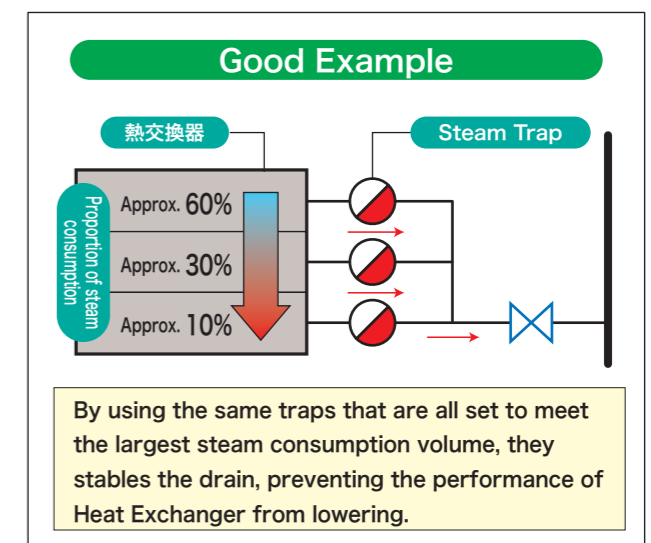 Good Example
熱交換器
Steam Trap
Proportion of steam
consumption
Approx. 60%
Approx. 30%
Approx. 10%
By using the same traps that are all set to meet
the largest steam consumption volume, they
stables the drain, preventing the performance of
Heat Exchanger from lowering.